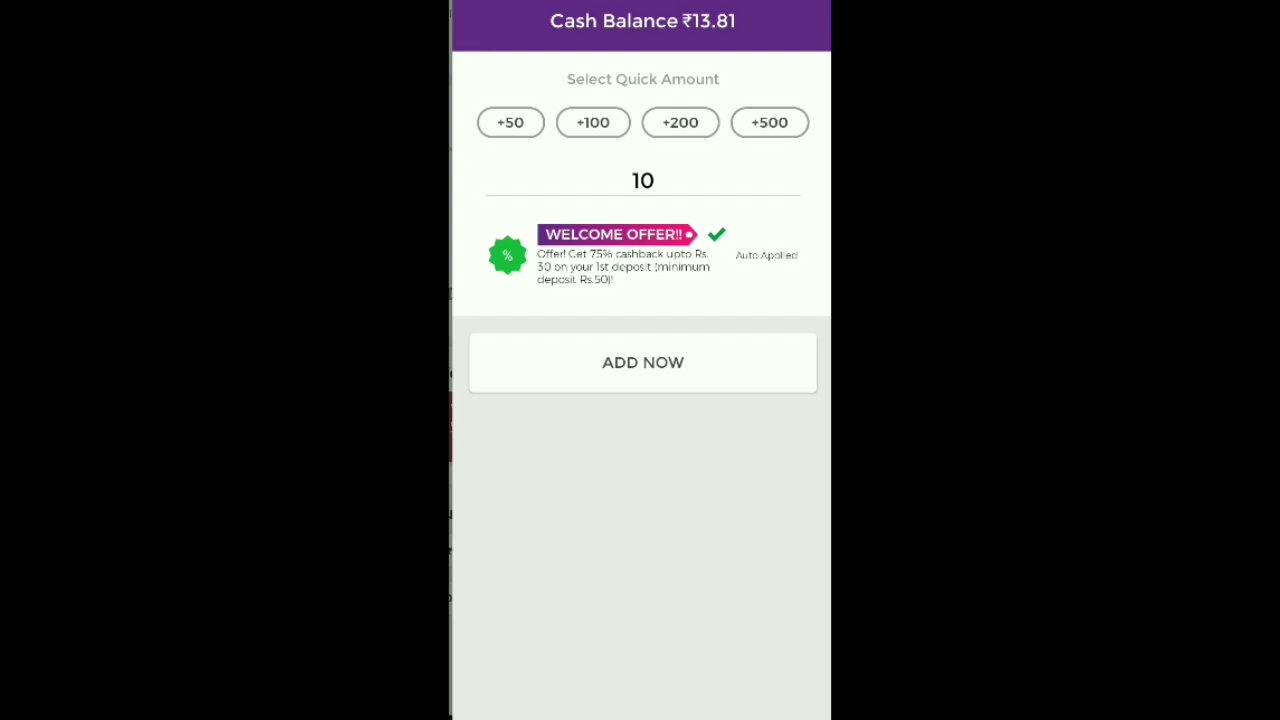 Cash Balance ₹13.81
Select Quick Amount
+50 +100 +200 +500
10
WELCOME OFFER!!
%
Offer! Get 75% cashback upto Rs.
30 on your 1st deposit (minimum
deposit Rs.50)!
Auto Applied
ADD NOW